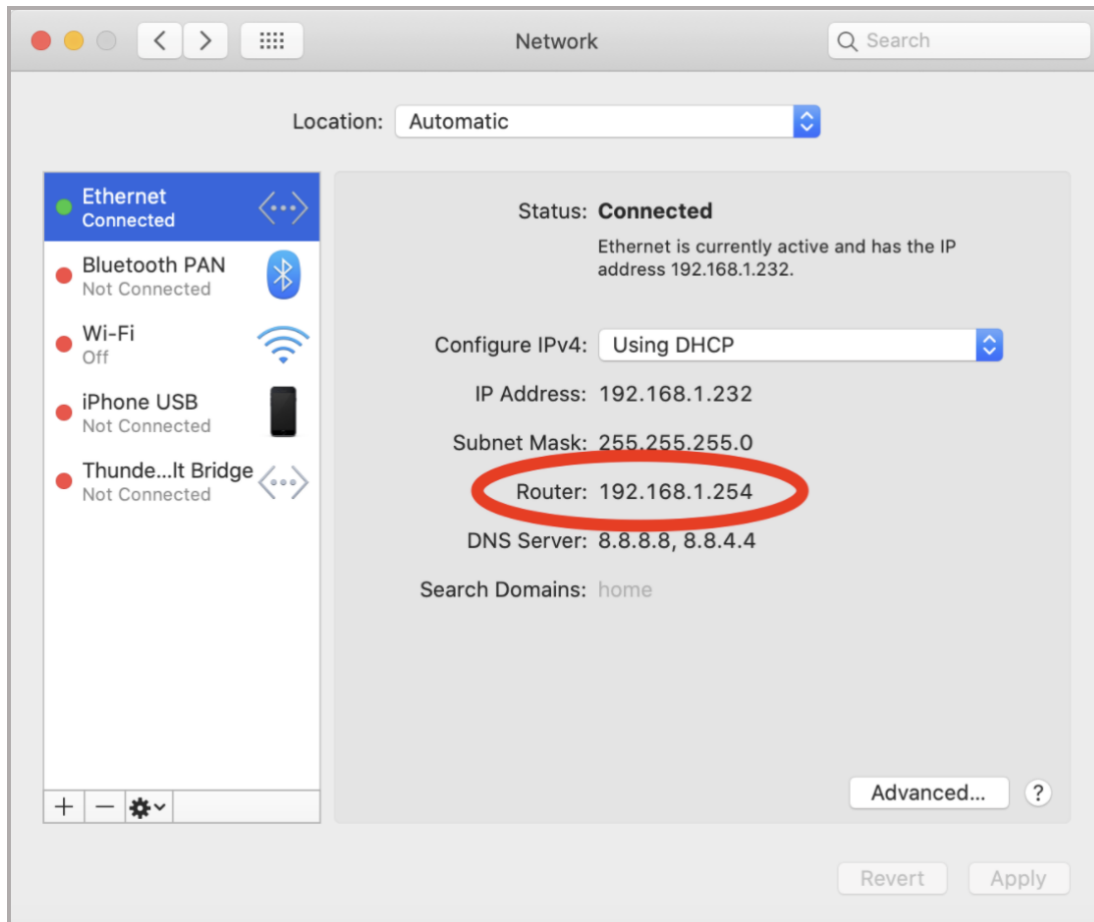 Network
Search
Location: Automatic
Ethernet
Connected
Bluetooth PAN
Not Connected
Wi-Fi
Off
iPhone USB
Not Connected
Thunde...lt Bridge
Not Connected
Status: Connected
Ethernet is currently active and has the IP
address 192.168.1.232.
Configure IPv4: Using DHCP
IP Address: 192.168.1.232
Subnet Mask: 255.255.255.0
Router: 192.168.1.254
DNS Server: 8.8.8.8, 8.8.4.4
Search Domains: home
Advanced... ?
Revert Apply